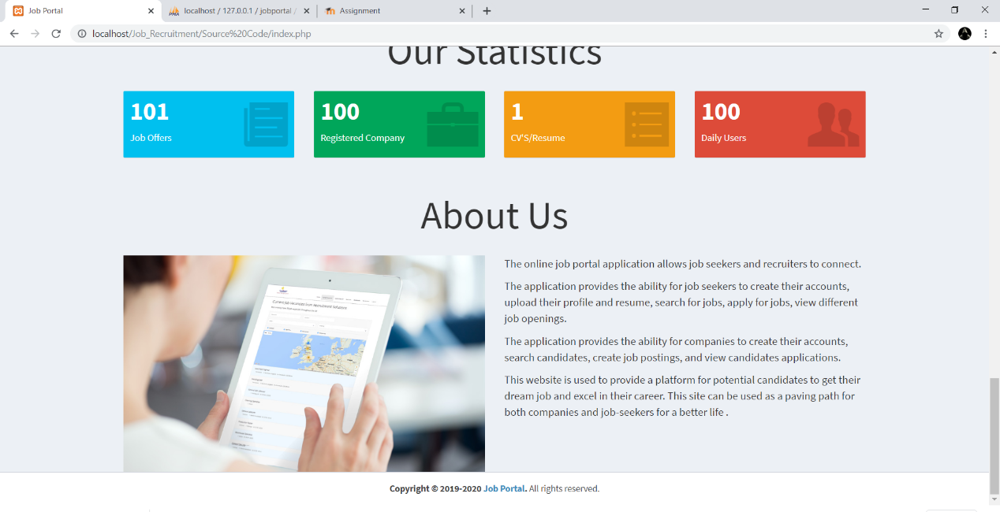 Job Portal
localhost / 127.0.0.1 / jobportal /
Assignment
localhost/Job_Recruitment/Source%20Code/index.php
Our Statistics
101
Job Offers
100
Registered Company
1
CV'S/Resume
100
Daily Users
About Us
The online job portal application allows job seekers and recruiters to connect.
The application provides the ability for job seekers to create their accounts,
upload their profile and resume, search for jobs, apply for jobs, view different
job openings.
The application provides the ability for companies to create their accounts,
search candidates, create job postings, and view candidates applications.
This website is used to provide a platform for potential candidates to get their
dream job and excel in their career. This site can be used as a paving path for
both companies and job-seekers for a better life .
Current Job Vacancies from Recruitment Solutions
Copyright © 2019-2020 Job Portal. All rights reserved.